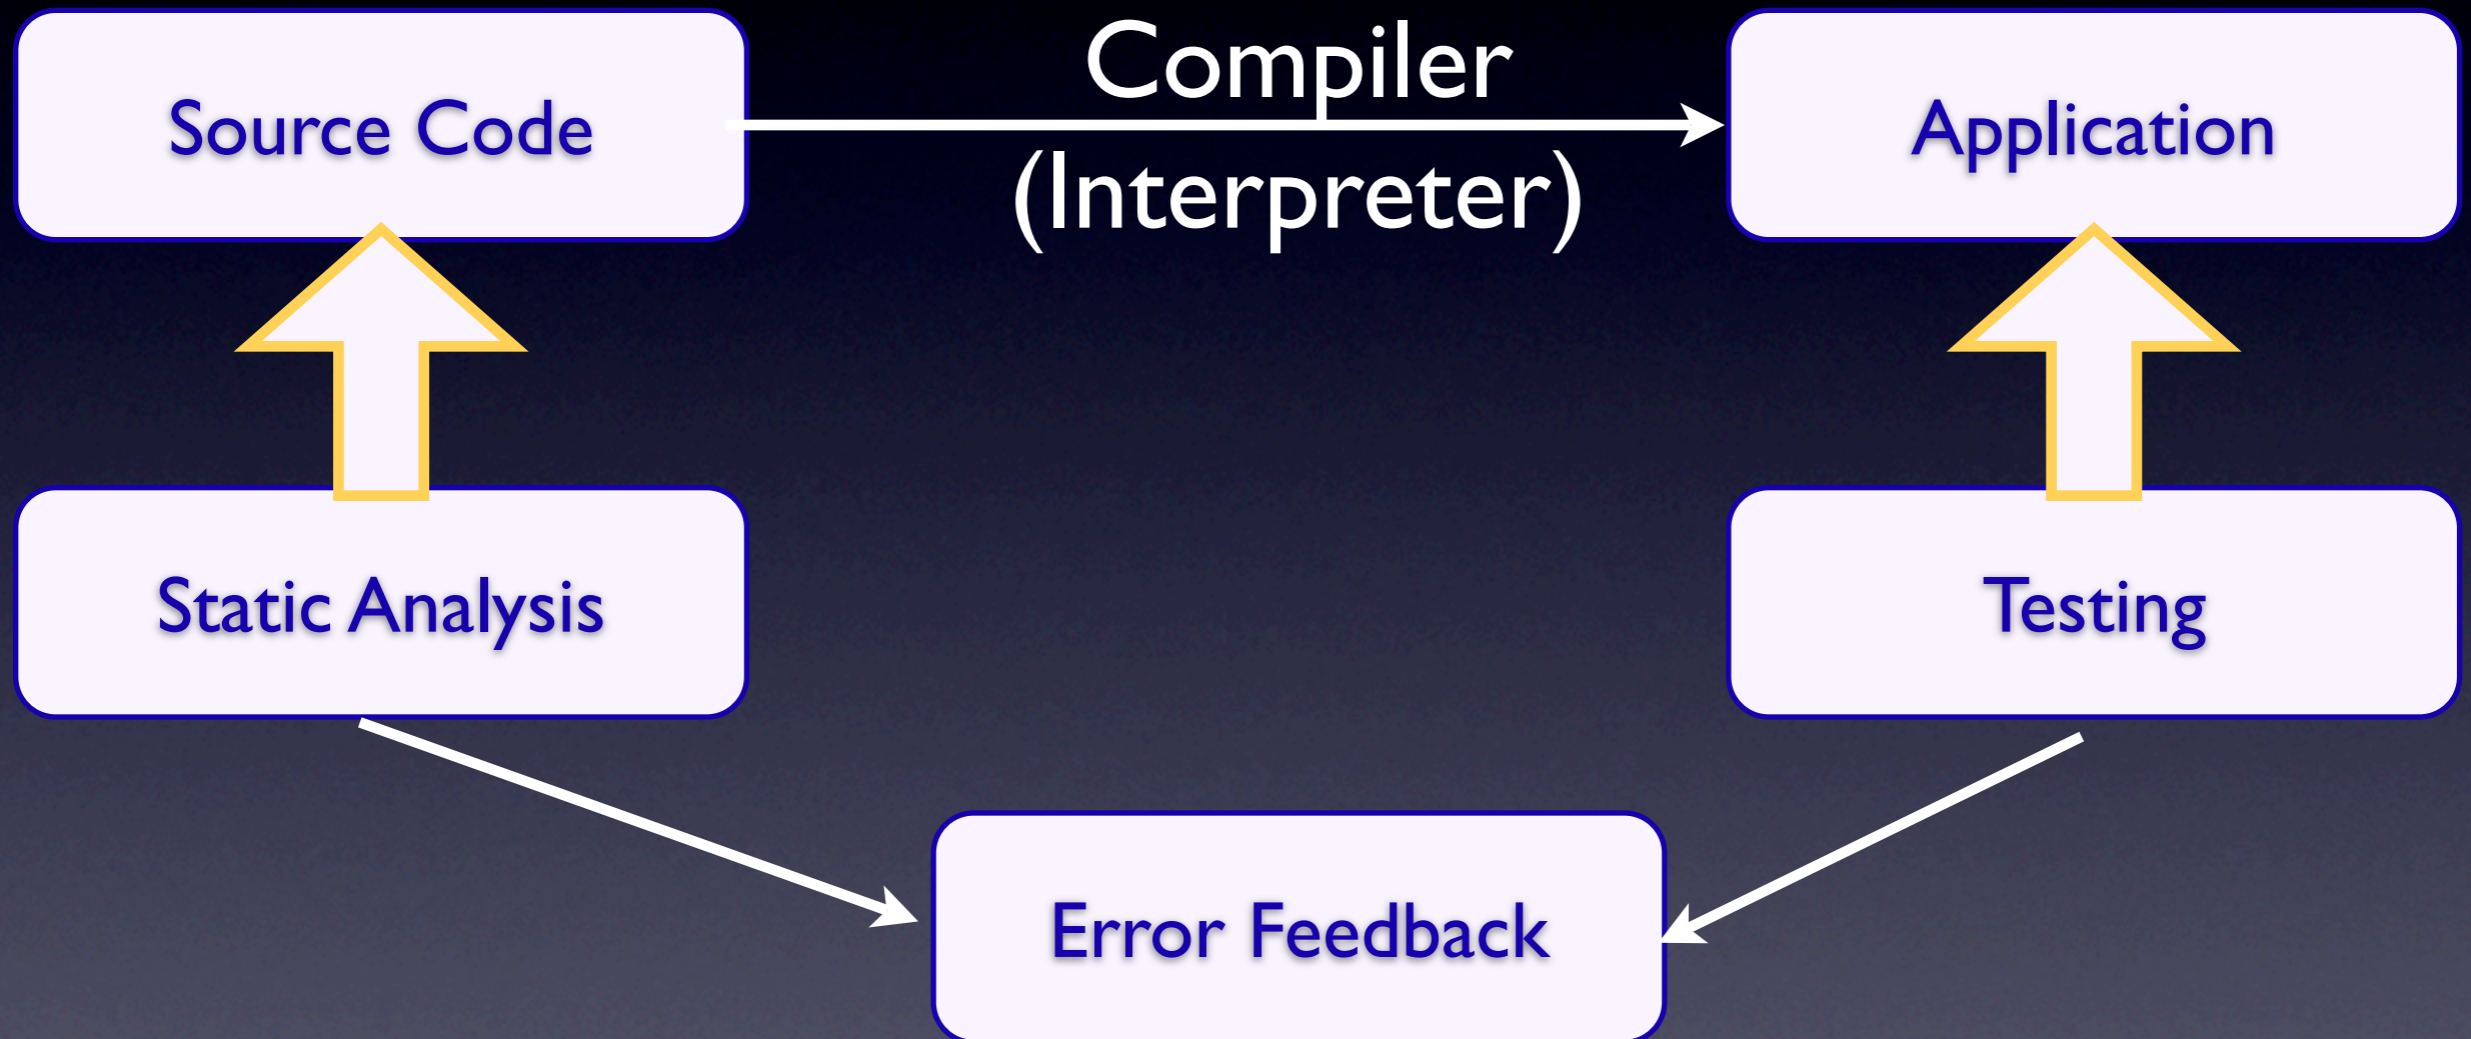 Source Code
Compiler
(Interpreter)
Application
Static Analysis
Testing
Error Feedback